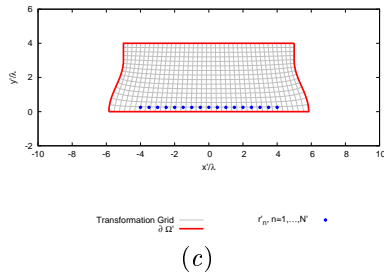 6
4
2
0
-2
y'/λ
-10 -8 -6 -4 -2 0 2 4 6 8 10
x'/λ
Transformation Grid
∂ Ω'
r'n, n=1,...,N'
(c)